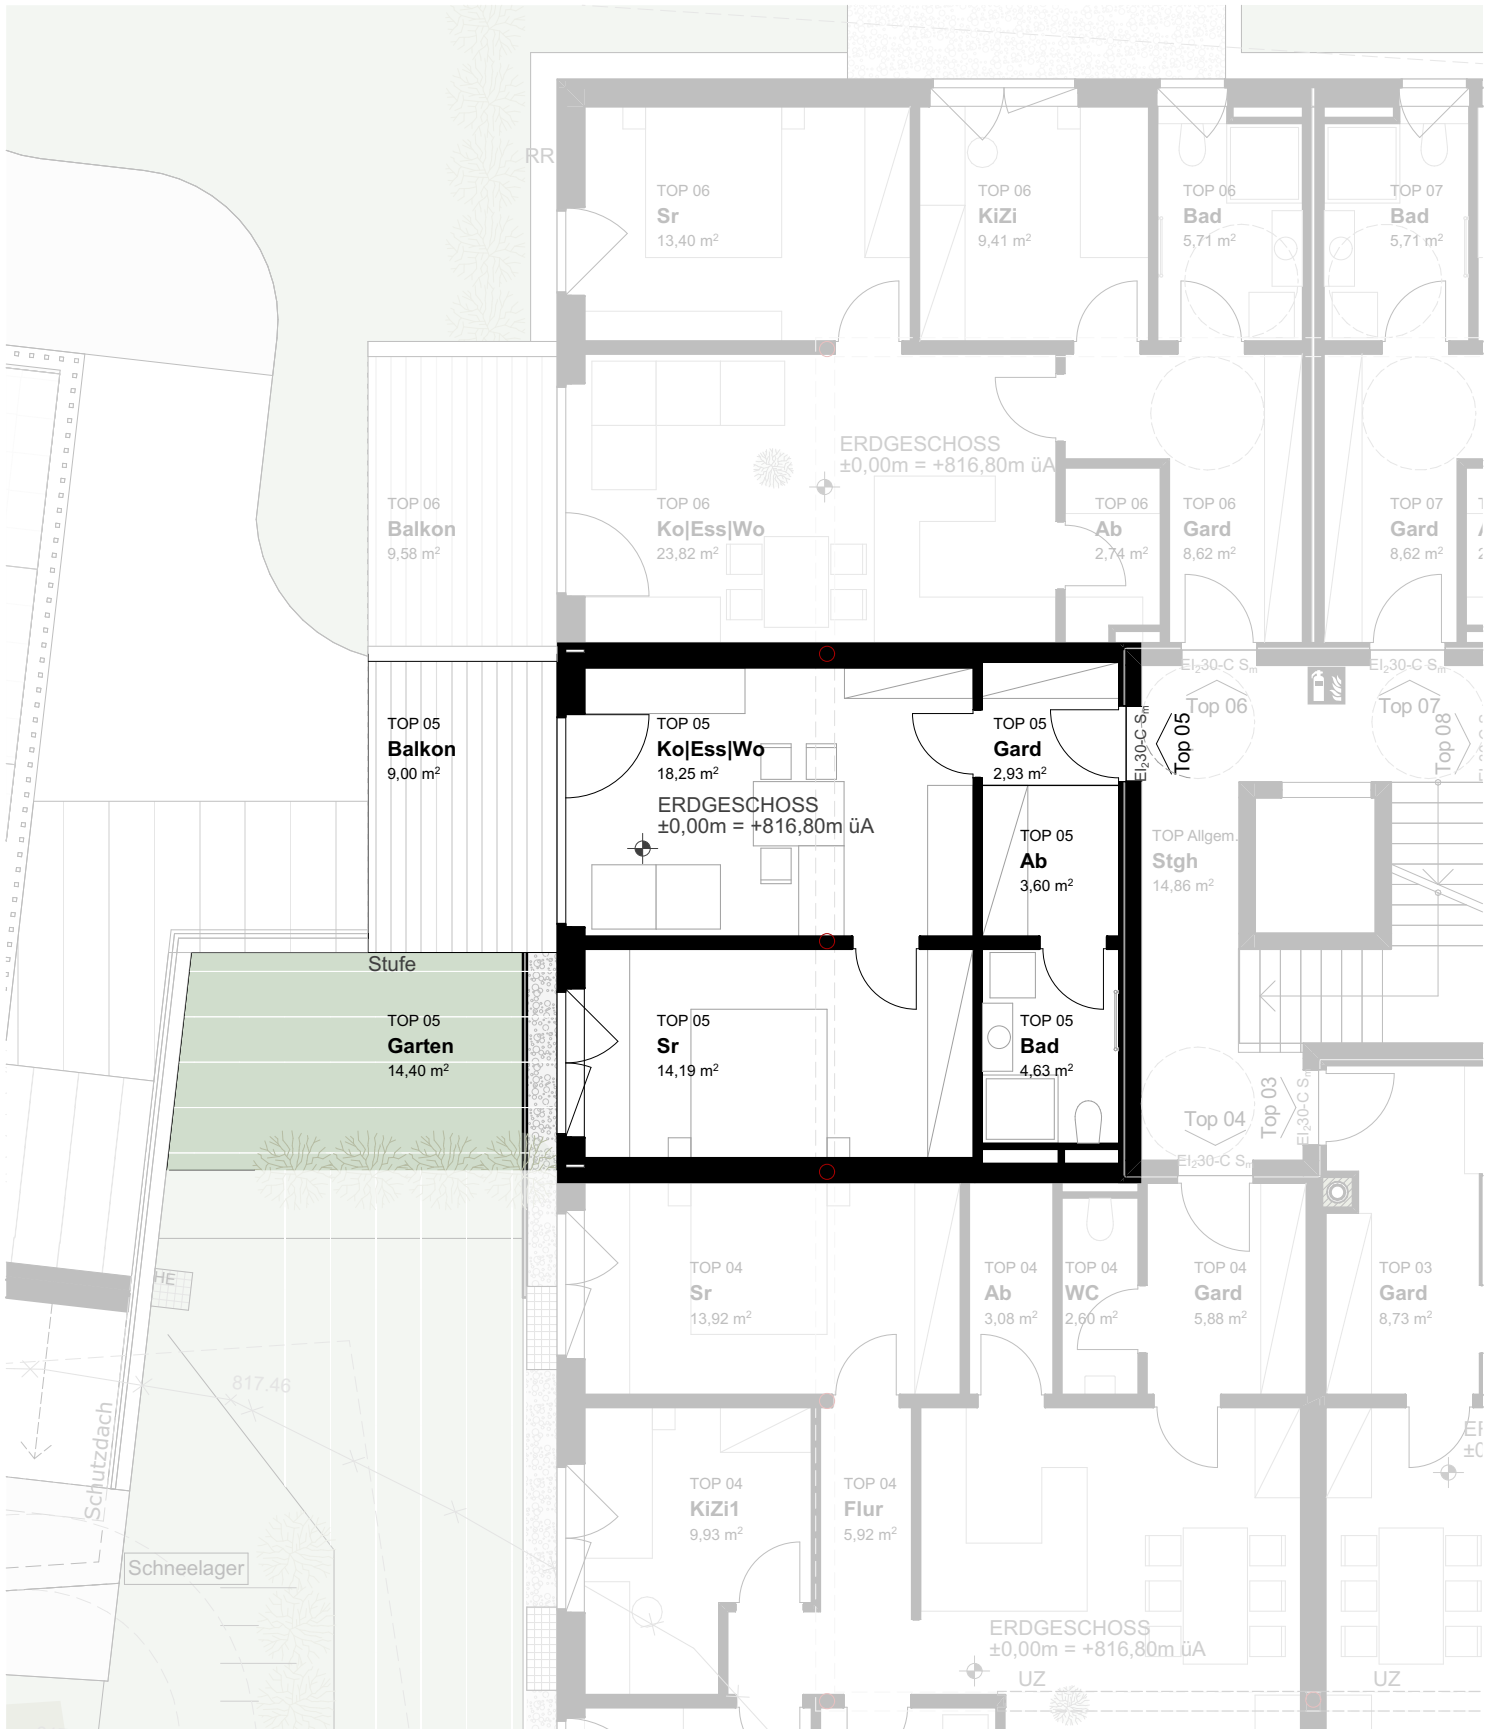 RR
TOP 06
Sr
13,40 m²
TOP 06
KiZi
9,41 m²
TOP 06
Bad
5,71 m²
TOP 07
Bad
5,71 m²
ERDGESCHOSS
±0,00m = +816,80m üA
TOP 06
Balkon
9,58 m²
TOP 06
Ko|Ess|Wo
23,82 m²
TOP 06
Ab
2,74 m²
TOP 06
Gard
8,62 m²
TOP 07
Gard
8,62 m²
EI₂30-C Sₘ
EI₂30-C Sₘ
Top 06
Top 07
Top 08
TOP 05
Balkon
9,00 m²
TOP 05
Ko|Ess|Wo
18,25 m²
TOP 05
Gard
2,93 m²
EI₂30-C Sₘ
Top 05
ERDGESCHOSS
±0,00m = +816,80m üA
TOP 05
Ab
3,60 m²
TOP Allgem.
Stgh
14,86 m²
Stufe
TOP 05
Garten
14,40 m²
TOP 05
Sr
14,19 m²
TOP 05
Bad
4,63 m²
Top 04
Top 03
EI₂30-C Sₘ
EI₂30-C Sₘ
HE
TOP 04
Sr
13,92 m²
TOP 04
Ab
3,08 m²
TOP 04
WC
2,60 m²
TOP 04
Gard
5,88 m²
TOP 03
Gard
8,73 m²
817.46
Schutzdach
TOP 04
KiZi1
9,93 m²
TOP 04
Flur
5,92 m²
Schneelager
ERDGESCHOSS
±0,00m = +816,80m üA
UZ
UZ